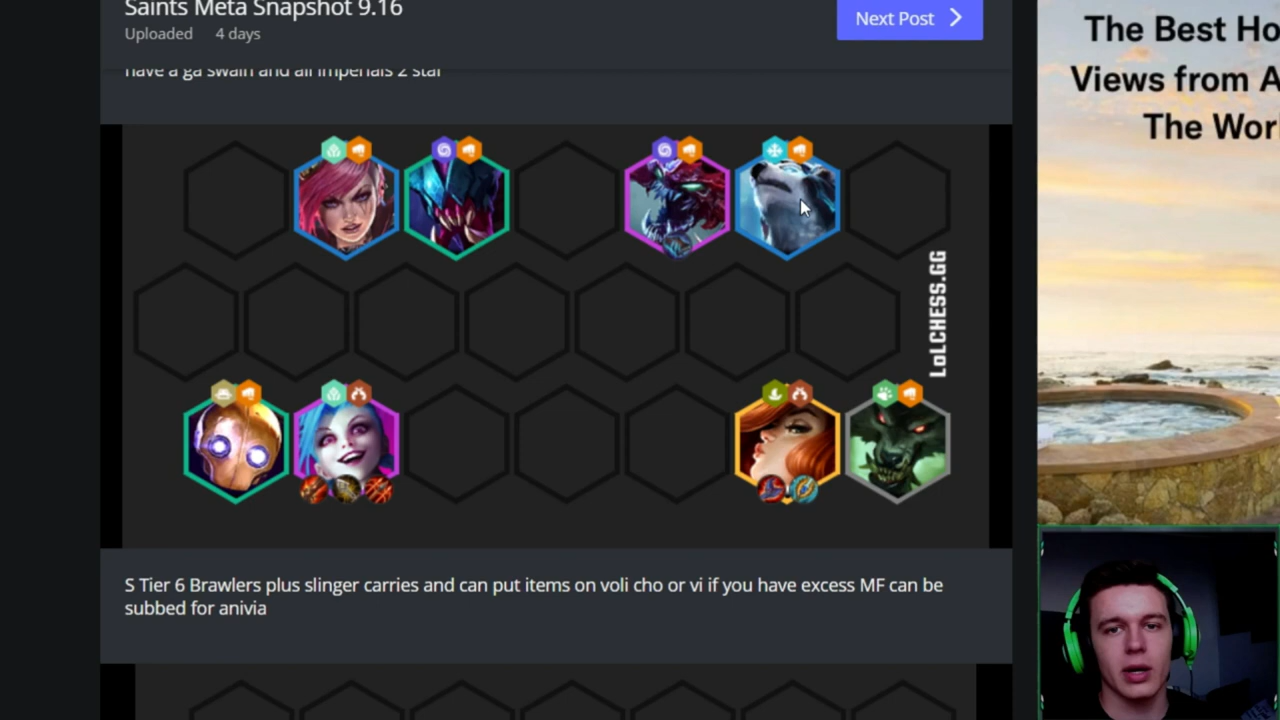 Saints Meta Snapshot 9.16
Uploaded 4 days
Next Post
have a ga swain and all imperials 2 star
LoLCHESS.GG
S Tier 6 Brawlers plus slinger carries and can put items on voli cho or vi if you have excess MF can be
subbed for anivia
The Best Ho
Views from A
The Wor